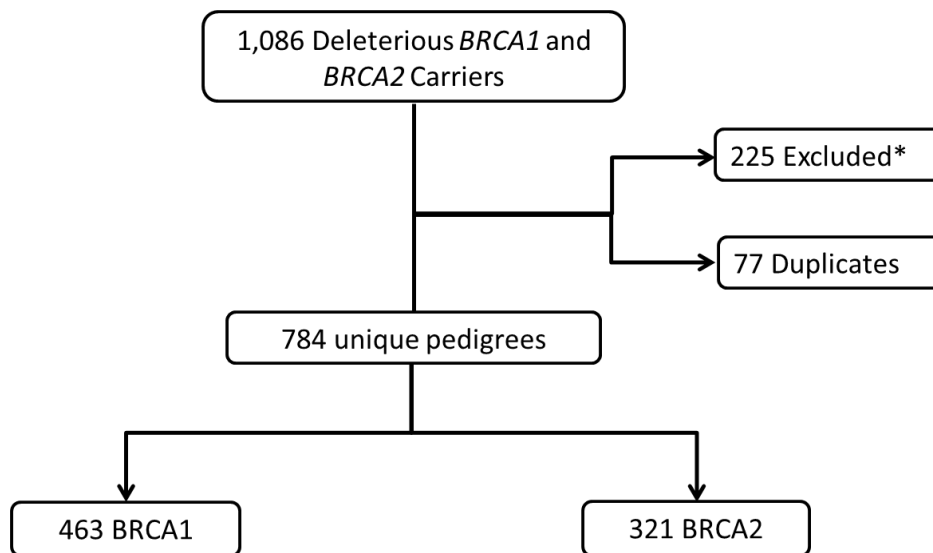 1,086 Deleterious BRCA1 and
BRCA2 Carriers
225 Excluded*
77 Duplicates
784 unique pedigrees
463 BRCA1
321 BRCA2